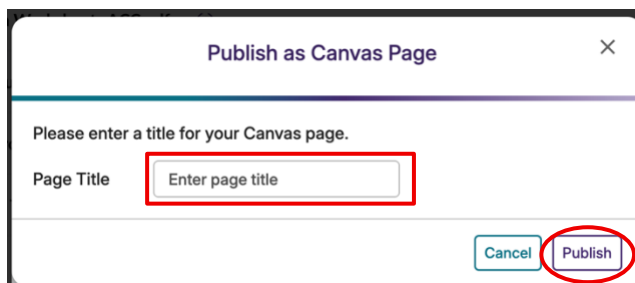 Publish as Canvas Page
Please enter a title for your Canvas page.
Page Title
Enter page title
Cancel
Publish